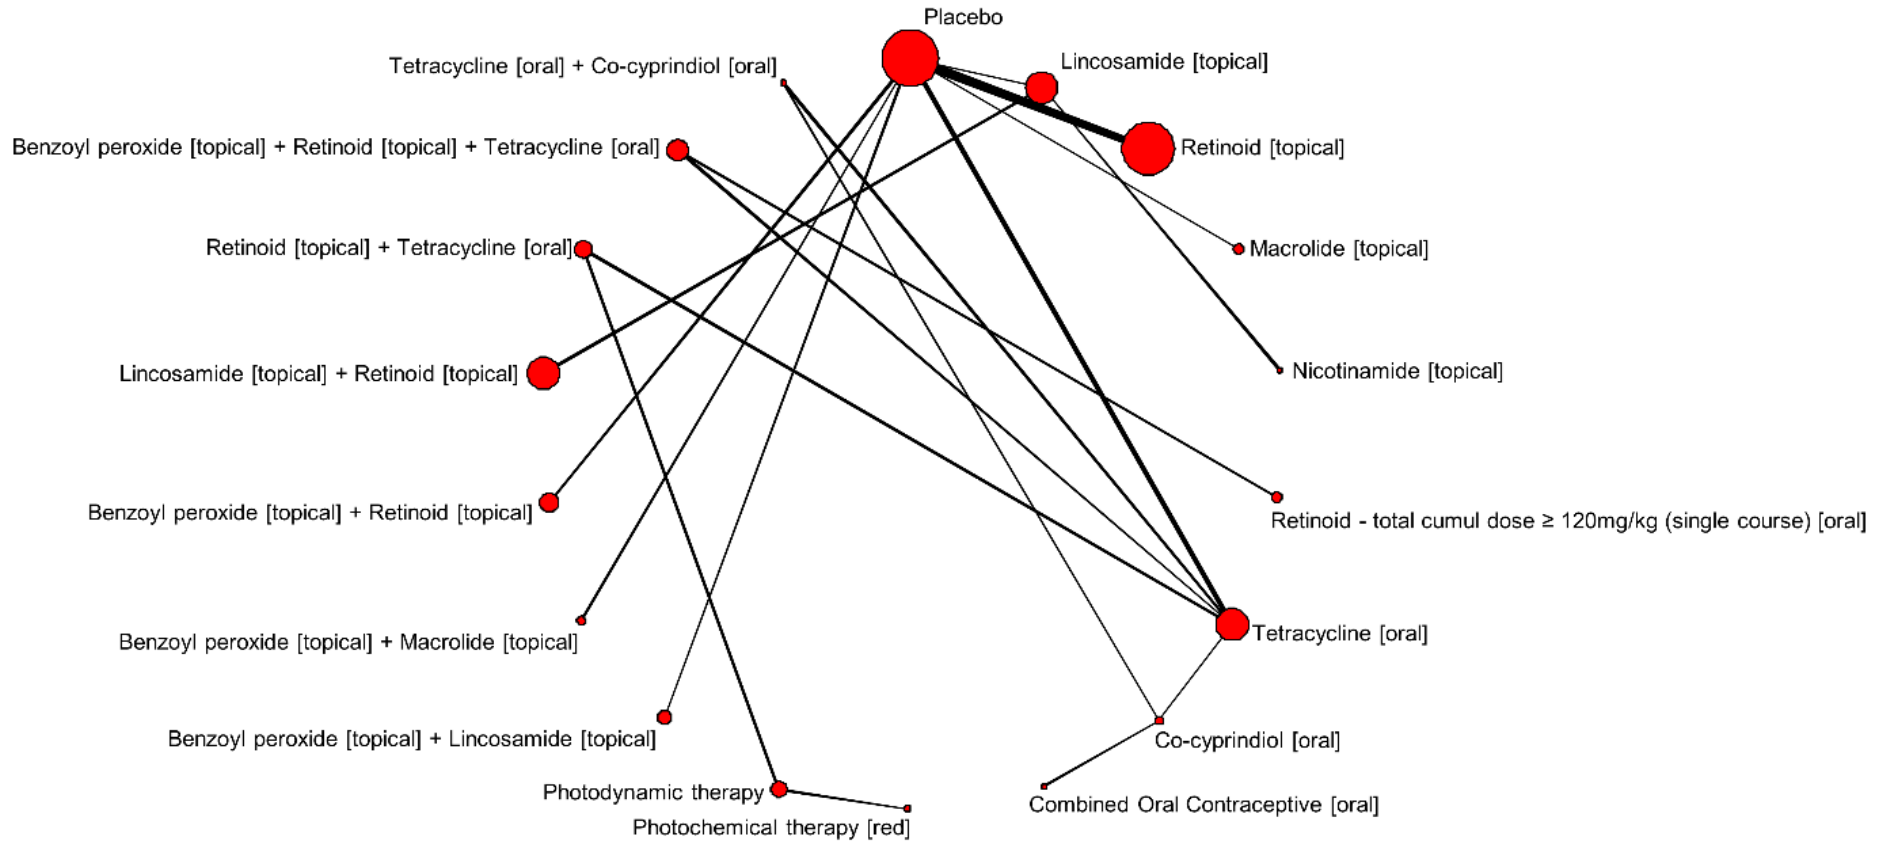 Placebo
Tetracycline [oral] + Co-cyprindiol [oral]
Lincosamide [topical]
Benzoyl peroxide [topical] + Retinoid [topical] + Tetracycline [oral]
Retinoid [topical]
Retinoid [topical] + Tetracycline [oral]
Macrolide [topical]
Lincosamide [topical] + Retinoid [topical]
Nicotinamide [topical]
Benzoyl peroxide [topical] + Retinoid [topical]
Retinoid - total cumul dose ≥ 120mg/kg (single course) [oral]
Benzoyl peroxide [topical] + Macrolide [topical]
Tetracycline [oral]
Benzoyl peroxide [topical] + Lincosamide [topical]
Co-cyprindiol [oral]
Photodynamic therapy
Combined Oral Contraceptive [oral]
Photochemical therapy [red]